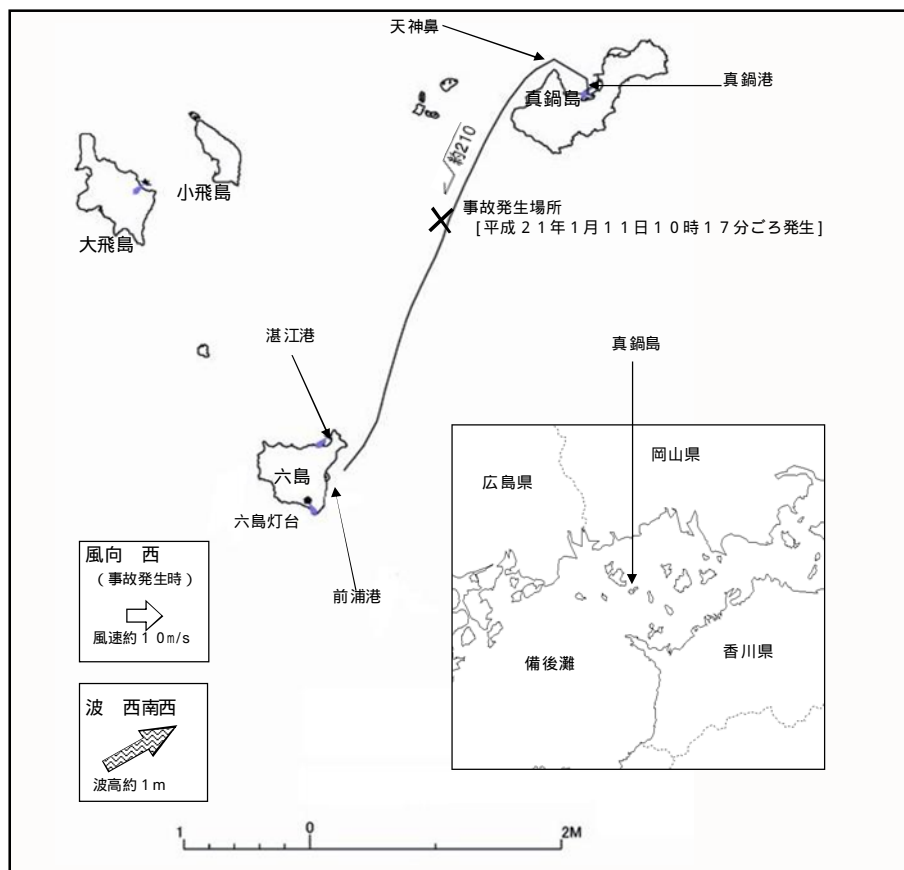 天神鼻
真鍋港
真鍋島
約210
小飛島
大飛島
事故発生場所
[平成21年1月11日10時17分ごろ発生]
湛江港
真鍋島
六島
六島灯台
前浦港
広島県
岡山県
備後灘
香川県
風向 西
(事故発生時)
風速約10m/s
波 西南西
波高約1m
1 0 2M